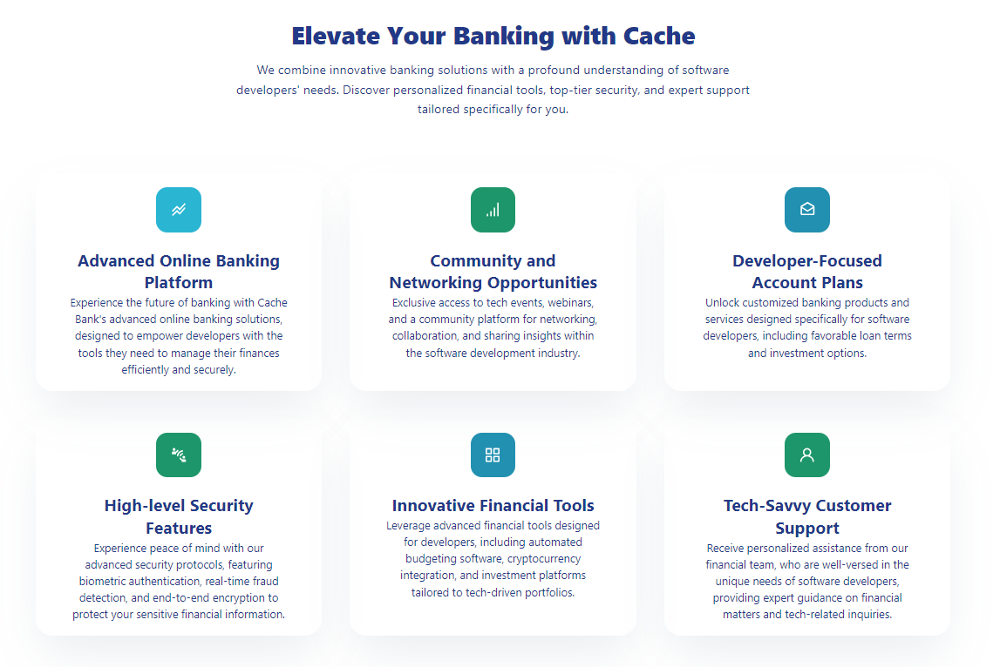 Elevate Your Banking with Cache
We combine innovative banking solutions with a profound understanding of software
developers' needs. Discover personalized financial tools, top-tier security, and expert support
tailored specifically for you.
Advanced Online Banking
Platform
Experience the future of banking with Cache
Bank's advanced online banking solutions,
designed to empower developers with the
tools they need to manage their finances
efficiently and securely.
Community and
Networking Opportunities
Exclusive access to tech events, webinars,
and a community platform for networking,
collaboration, and sharing insights within
the software development industry.
Developer-Focused
Account Plans
Unlock customized banking products and
services designed specifically for software
developers, including favorable loan terms
and investment options.
High-level Security
Features
Experience peace of mind with our
advanced security protocols, featuring
biometric authentication, real-time fraud
detection, and end-to-end encryption to
protect your sensitive financial information.
Innovative Financial Tools
Leverage advanced financial tools designed
for developers, including automated
budgeting software, cryptocurrency
integration, and investment platforms
tailored to tech-driven portfolios.
Tech-Savvy Customer
Support
Receive personalized assistance from our
financial team, who are well-versed in the
unique needs of software developers,
providing expert guidance on financial
matters and tech-related inquiries.